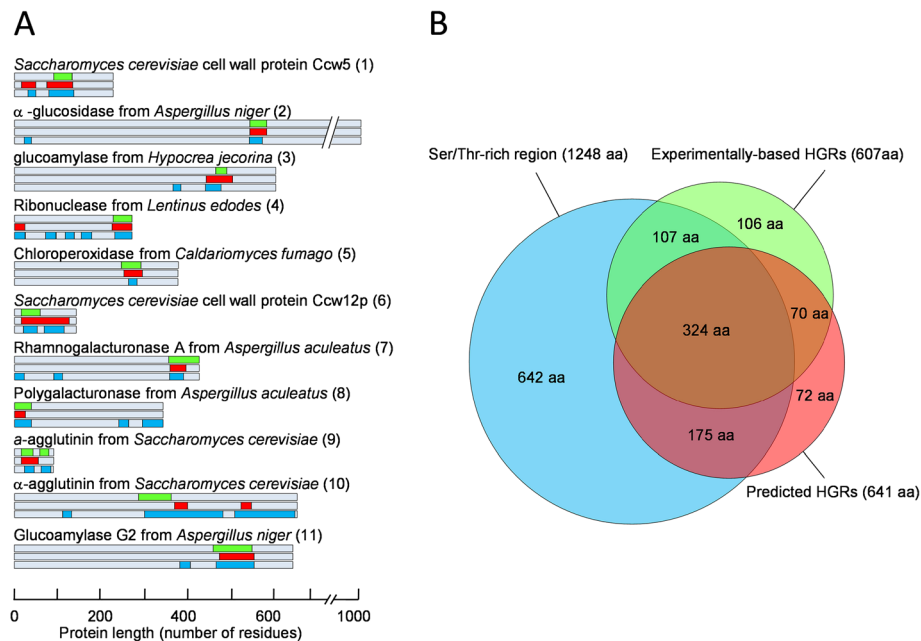 A
Saccharomyces cerevisiae cell wall protein Ccw5 (1)
α -glucosidase from Aspergillus niger (2)
glucoamylase from Hypocrea jecorina (3)
Ribonuclease from Lentinus edodes (4)
Chloroperoxidase from Caldariomyces fumago (5)
Saccharomyces cerevisiae cell wall protein Ccw12p (6)
Rhamnogalacturonase A from Aspergillus aculeatus (7)
Polygalacturonase from Aspergillus aculeatus (8)
a-agglutinin from Saccharomyces cerevisiae (9)
α-agglutinin from Saccharomyces cerevisiae (10)
Glucoamylase G2 from Aspergillus niger (11)
0 200 400 600 1000
Protein length (number of residues)
B
Ser/Thr-rich region (1248 aa)
Experimentally-based HGRs (607aa)
107 aa
106 aa
324 aa
70 aa
642 aa
72 aa
175 aa
Predicted HGRs (641 aa)